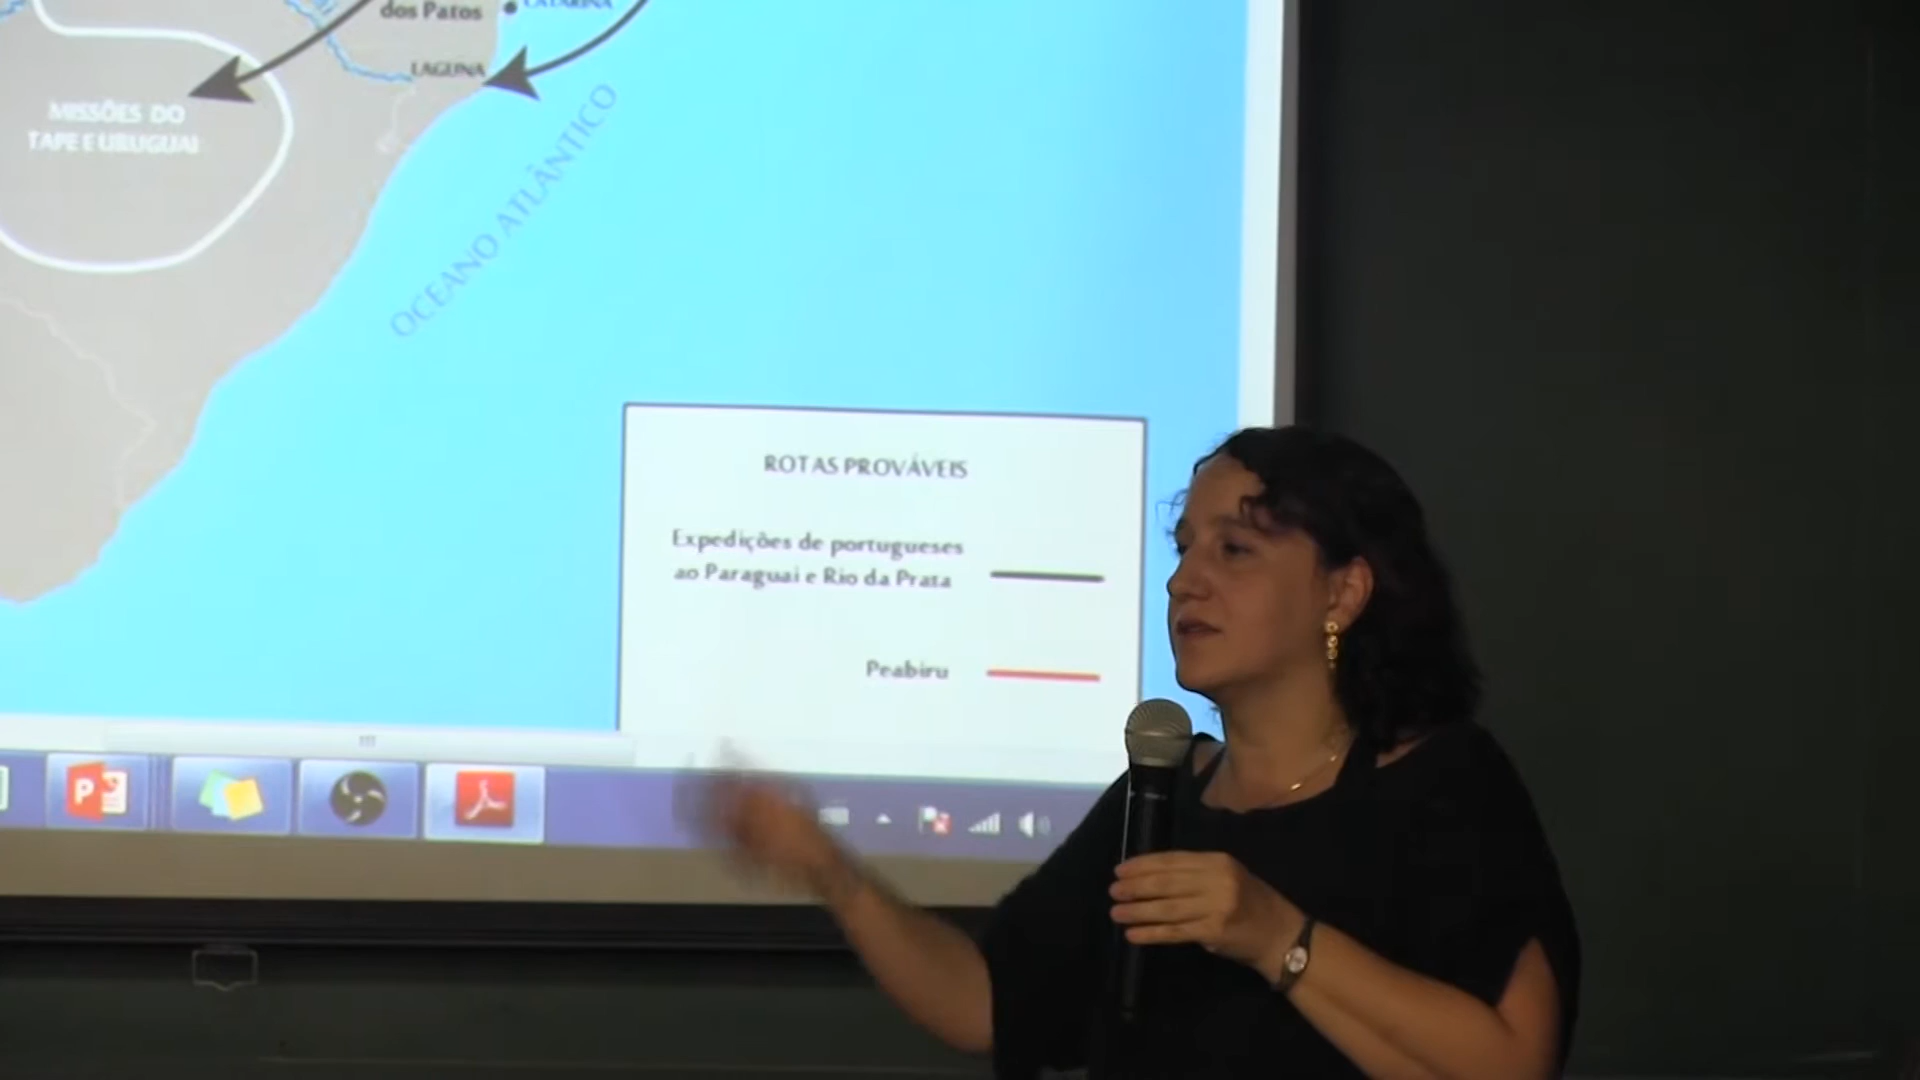 dos Patos
CATARINA
LAGUNA
MISSÕES DO
TAPE E URUGUAI
OCEANO ATLÂNTICO
ROTAS PROVÁVEIS
Expedições de portugueses
ao Paraguai e Rio da Prata
Peabiru
P